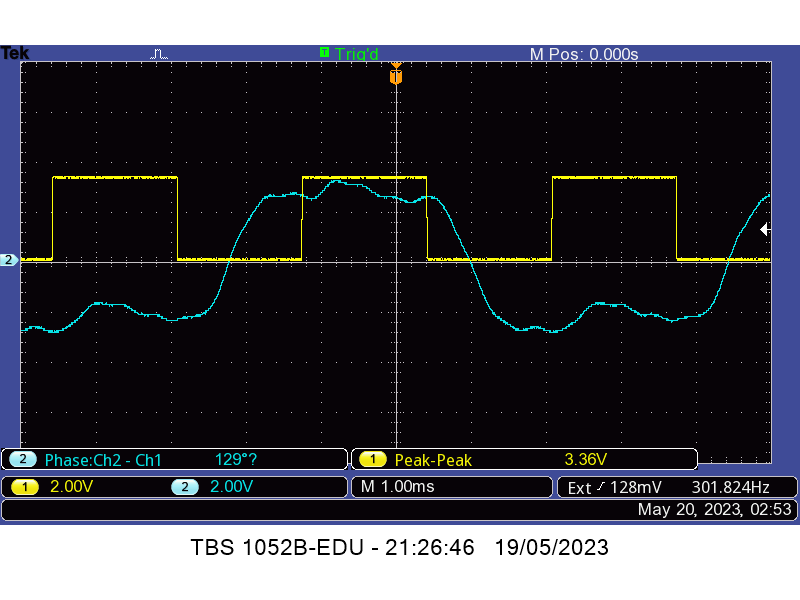 Tek T Trig'd M Pos: 0.000s
T
2
2 Phase:Ch2 - Ch1 129°? 1 Peak-Peak 3.36V
1 2.00V 2 2.00V M 1.00ms Ext 128mV 301.824Hz
May 20, 2023, 02:53
TBS 1052B-EDU - 21:26:46 19/05/2023